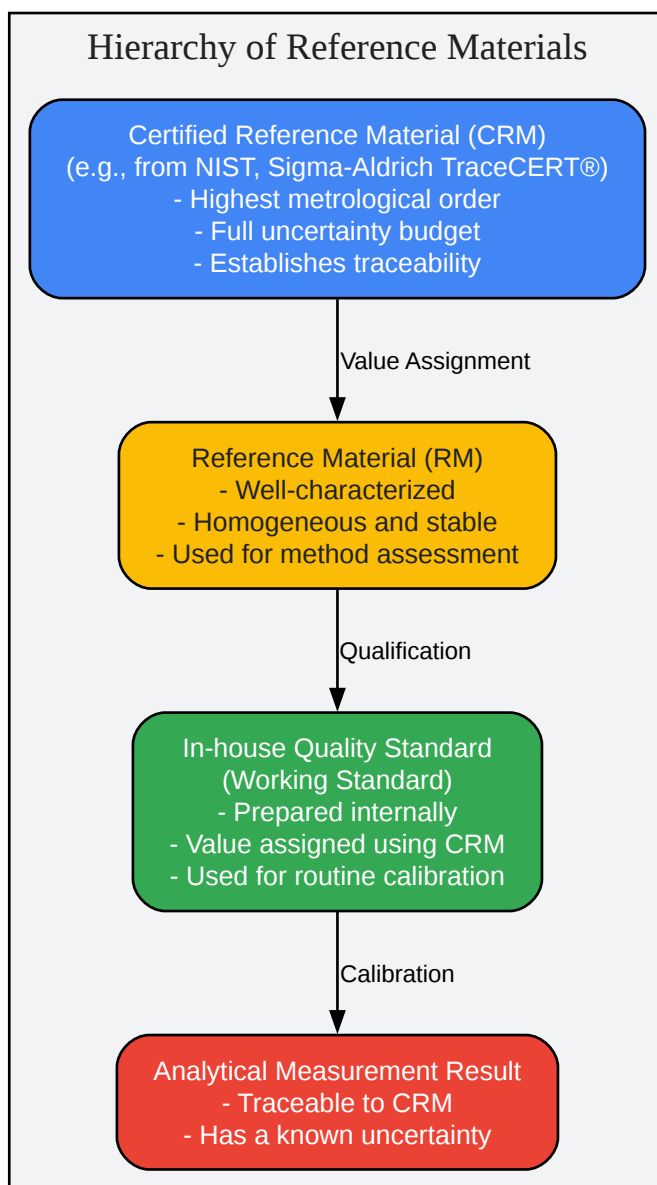 Hierarchy of Reference Materials
Certified Reference Material (CRM)
(e.g., from NIST, Sigma-Aldrich TraceCERT®)
- Highest metrological order
- Full uncertainty budget
- Establishes traceability
Value Assignment
Reference Material (RM)
- Well-characterized
- Homogeneous and stable
- Used for method assessment
Qualification
In-house Quality Standard
(Working Standard)
- Prepared internally
- Value assigned using CRM
- Used for routine calibration
Calibration
Analytical Measurement Result
- Traceable to CRM
- Has a known uncertainty